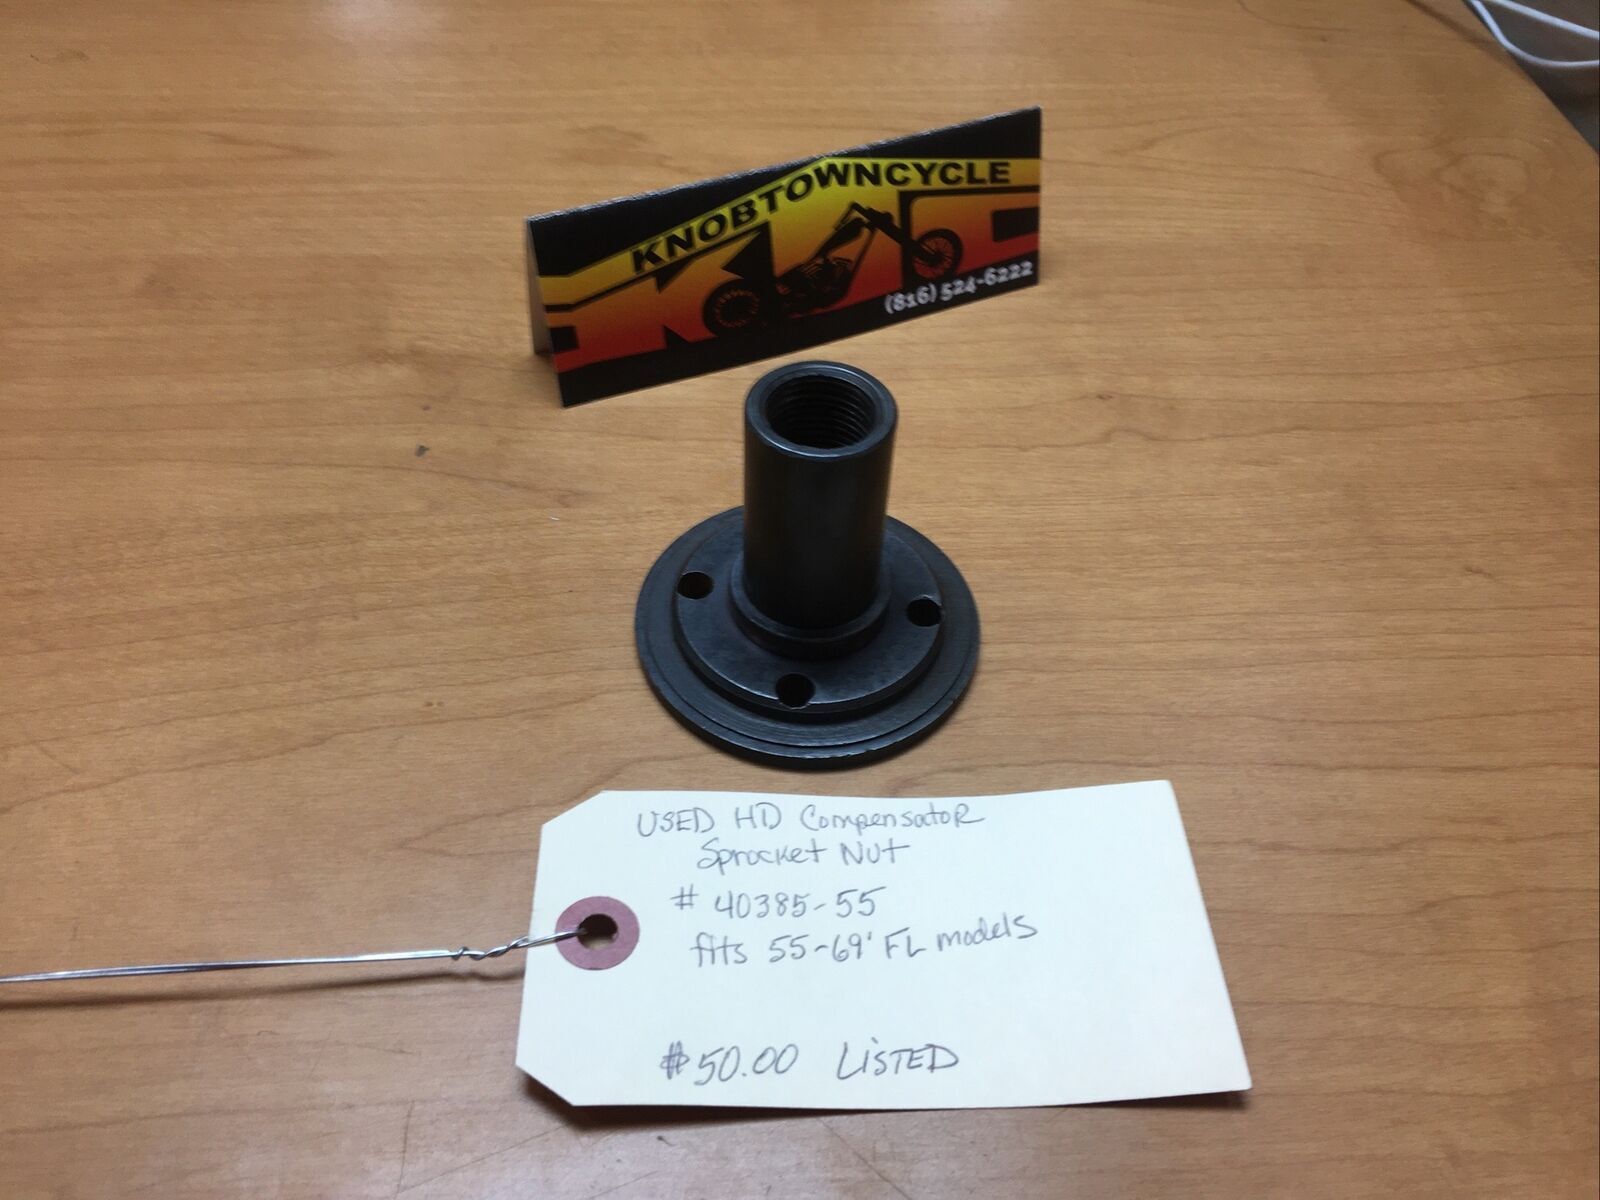 KNOBTOWNCYCLE
KTC
(816) 524-6222
USED HD Compensator
Sprocket Nut
# 40385-55
fits 55-69' FL models
$50.00 LISTED